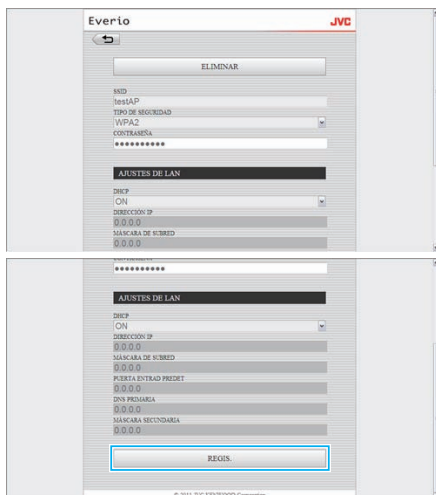 Everio
JVC
ELIMINAR
SSID
testAP
TIPO DE SEGURIDAD
WPA2
CONTRASEÑA
**********
AJUSTES DE LAN
DHCP
ON
DIRECCIÓN IP
0.0.0.0
MÁSCARA DE SUBRED
0.0.0.0
**********
AJUSTES DE LAN
DHCP
ON
DIRECCIÓN IP
0.0.0.0
MÁSCARA DE SUBRED
0.0.0.0
PUERTA ENTRAD PREDET
0.0.0.0
DNS PRIMARIA
0.0.0.0
MÁSCARA SECUNDARIA
0.0.0.0
REGIS.